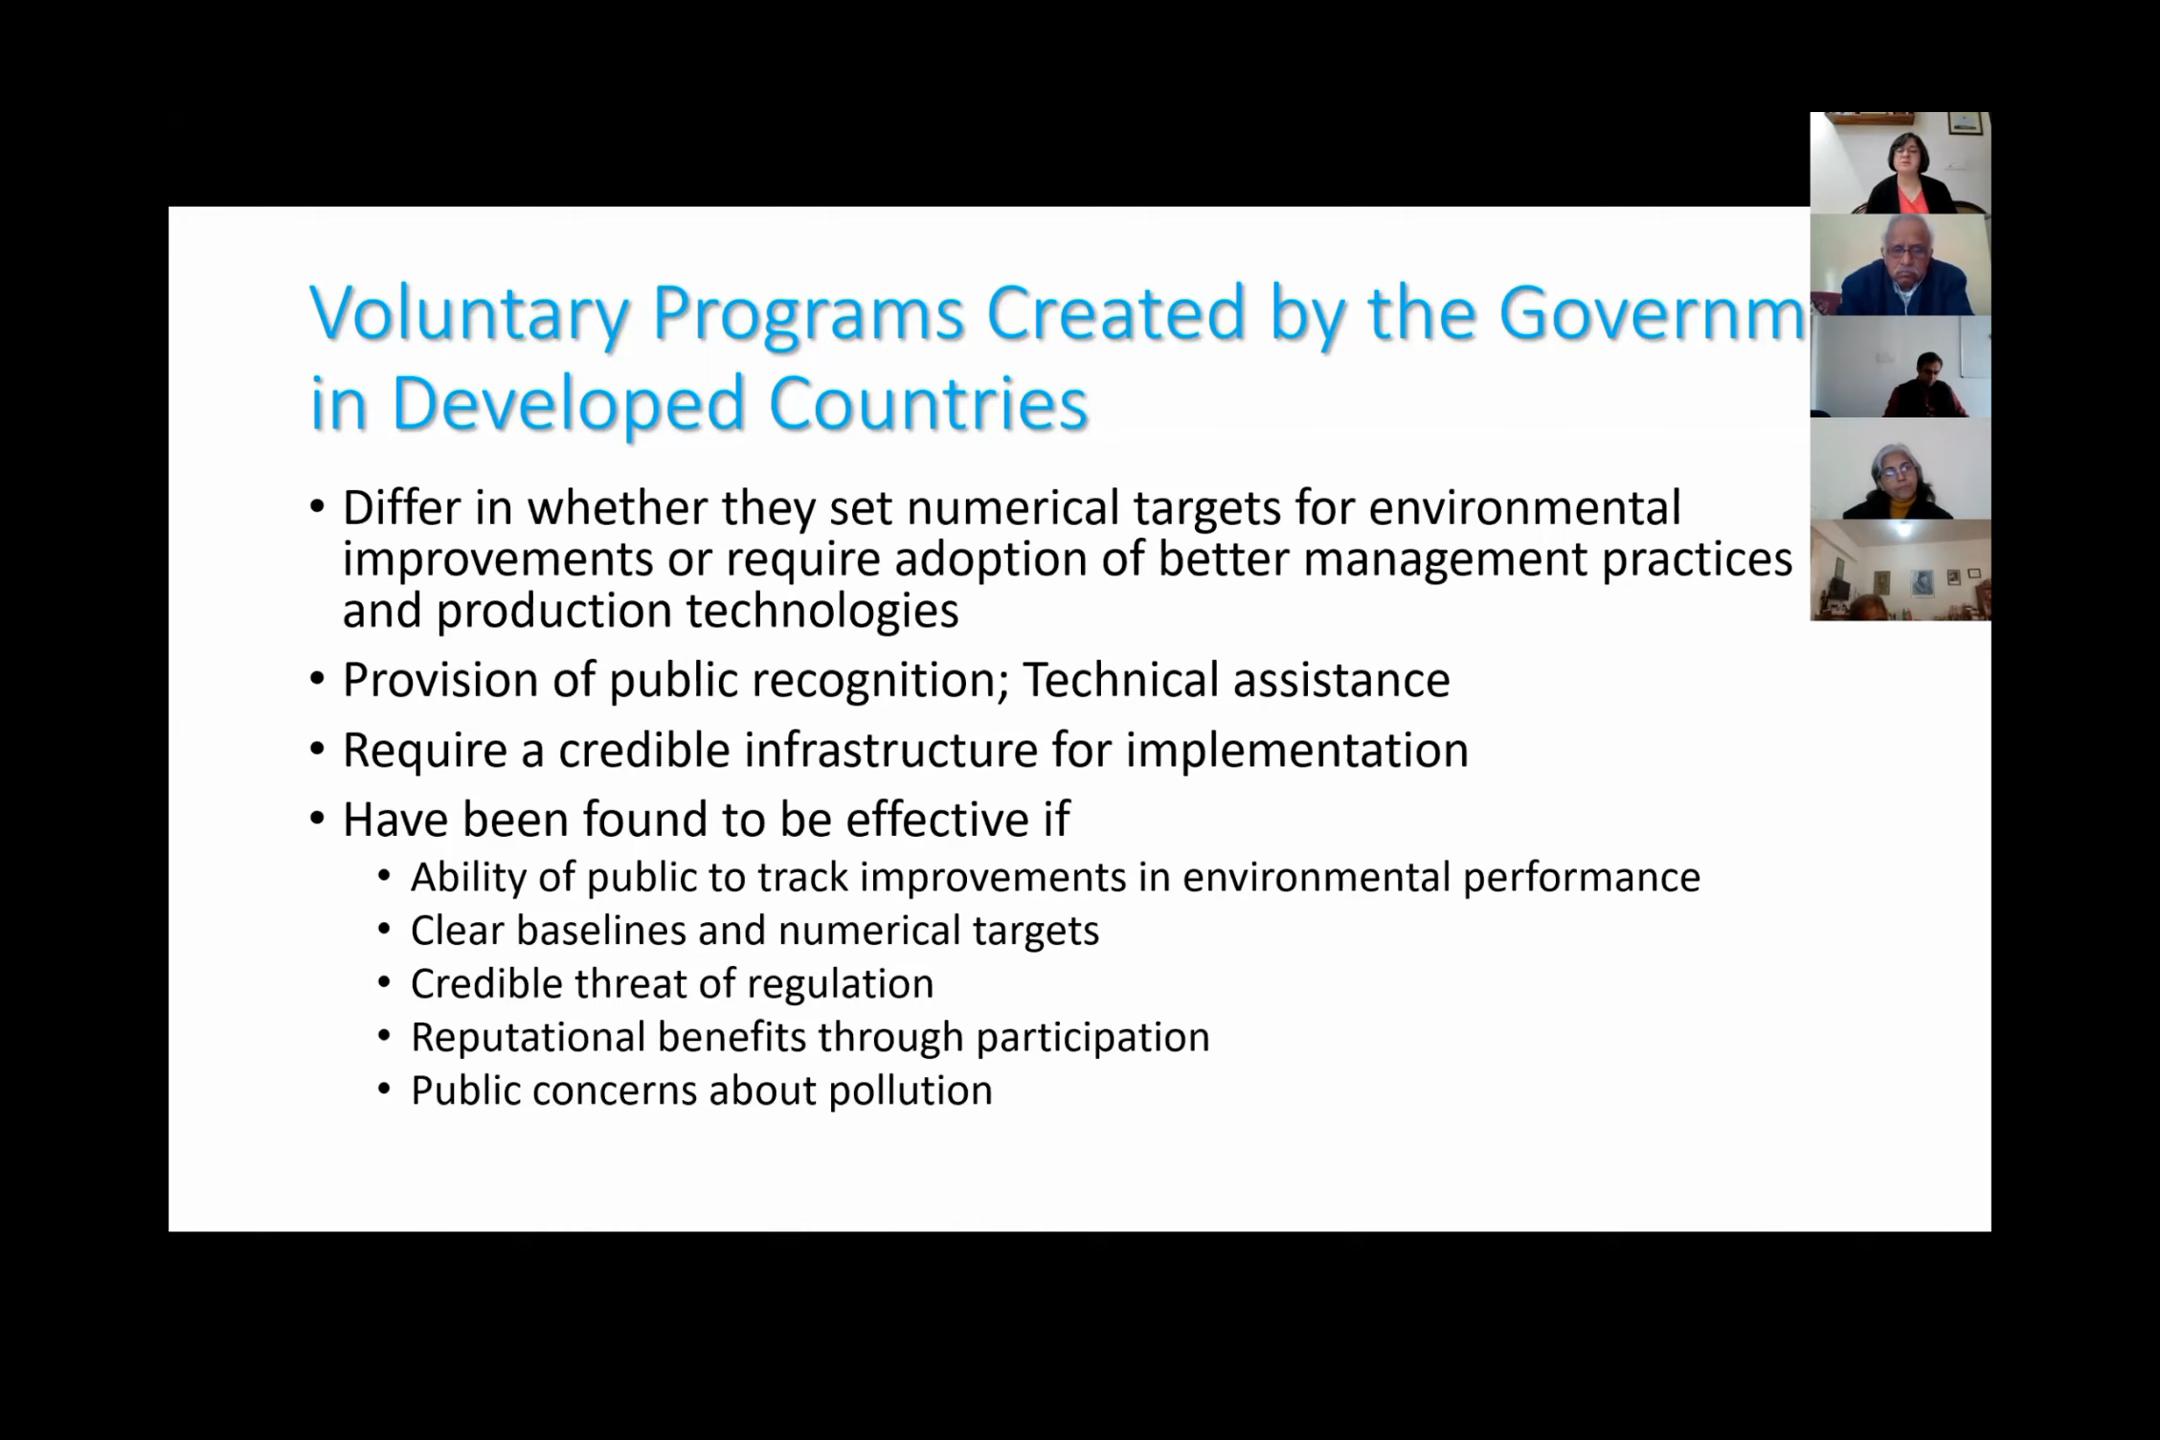 Voluntary Programs Created by the Governm
in Developed Countries
• Differ in whether they set numerical targets for environmental
improvements or require adoption of better management practices
and production technologies
• Provision of public recognition; Technical assistance
• Require a credible infrastructure for implementation
• Have been found to be effective if
• Ability of public to track improvements in environmental performance
• Clear baselines and numerical targets
• Credible threat of regulation
• Reputational benefits through participation
• Public concerns about pollution